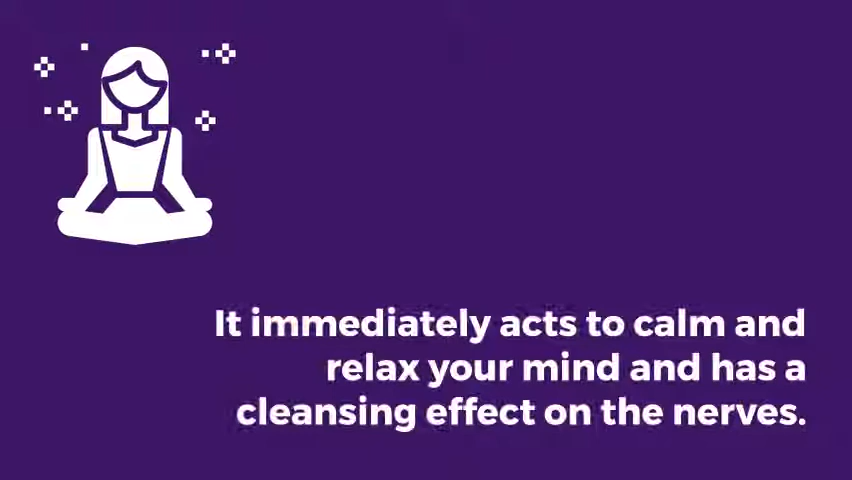 It immediately acts to calm and
relax your mind and has a
cleansing effect on the nerves.